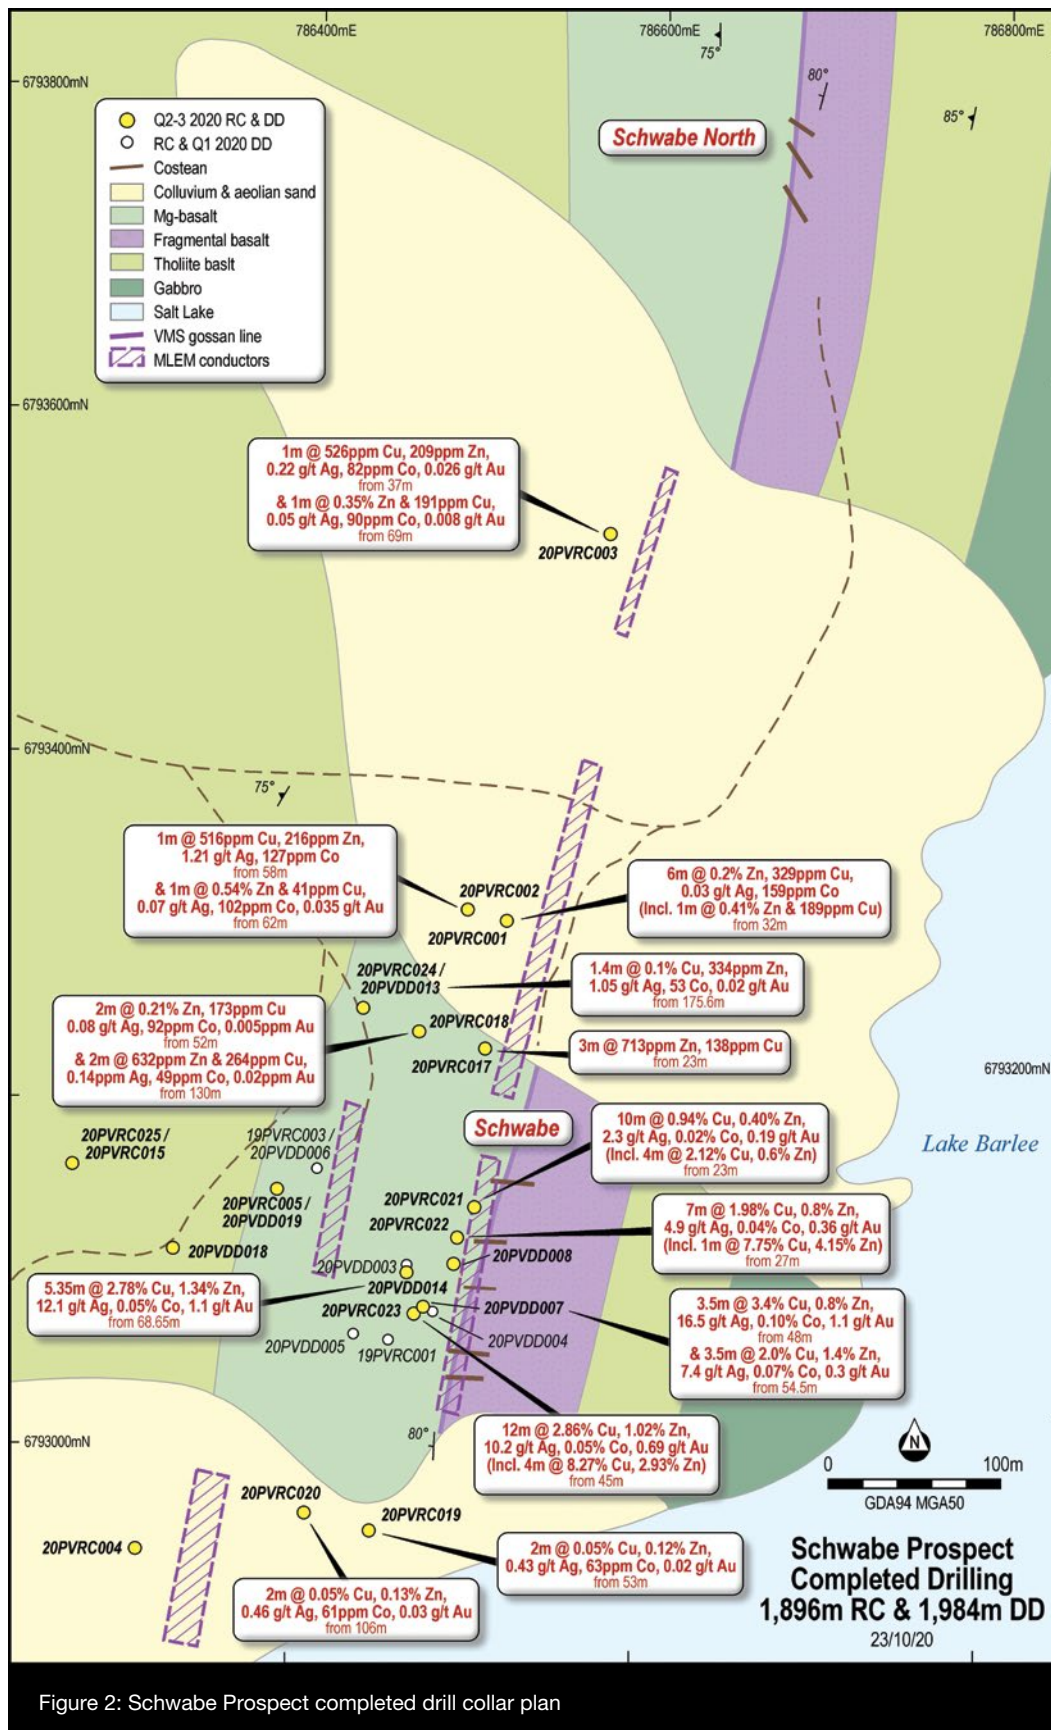 786400mE
786600mE
786800mE
75°
80°
85°
6793800mN
Q2-3 2020 RC & DD
RC & Q1 2020 DD
Costean
Colluvium & aeolian sand
Mg-basalt
Fragmental basalt
Tholiite baslt
Gabbro
Salt Lake
VMS gossan line
MLEM conductors
Schwabe North
6793600mN
1m @ 526ppm Cu, 209ppm Zn,
0.22 g/t Ag, 82ppm Co, 0.026 g/t Au
from 37m
& 1m @ 0.35% Zn & 191ppm Cu,
0.05 g/t Ag, 90ppm Co, 0.008 g/t Au
from 69m
20PVRC003
6793400mN
75°
1m @ 516ppm Cu, 216ppm Zn,
1.21 g/t Ag, 127ppm Co
from 58m
& 1m @ 0.54% Zn & 41ppm Cu,
0.07 g/t Ag, 102ppm Co, 0.035 g/t Au
from 62m
20PVRC002
20PVRC001
6m @ 0.2% Zn, 329ppm Cu,
0.03 g/t Ag, 159ppm Co
(Incl. 1m @ 0.41% Zn & 189ppm Cu)
from 32m
20PVRC024 /
20PVDD013
1.4m @ 0.1% Cu, 334ppm Zn,
1.05 g/t Ag, 53 Co, 0.02 g/t Au
from 175.6m
2m @ 0.21% Zn, 173ppm Cu
0.08 g/t Ag, 92ppm Co, 0.005ppm Au
from 52m
& 2m @ 632ppm Zn & 264ppm Cu,
0.14ppm Ag, 49ppm Co, 0.02ppm Au
from 130m
20PVRC018
20PVRC017
3m @ 713ppm Zn, 138ppm Cu
from 23m
6793200mN
20PVRC025 /
20PVRC015
19PVRC003 /
20PVDD006
Schwabe
10m @ 0.94% Cu, 0.40% Zn,
2.3 g/t Ag, 0.02% Co, 0.19 g/t Au
(Incl. 4m @ 2.12% Cu, 0.6% Zn)
from 23m
Lake Barlee
20PVRC005 /
20PVDD019
20PVRC021
20PVRC022
7m @ 1.98% Cu, 0.8% Zn,
4.9 g/t Ag, 0.04% Co, 0.36 g/t Au
(Incl. 1m @ 7.75% Cu, 4.15% Zn)
from 27m
20PVDD018
20PVDD003
20PVDD008
5.35m @ 2.78% Cu, 1.34% Zn,
12.1 g/t Ag, 0.05% Co, 1.1 g/t Au
from 68.65m
20PVDD014
20PVRC023
20PVDD007
20PVDD005
19PVRC001
20PVDD004
3.5m @ 3.4% Cu, 0.8% Zn,
16.5 g/t Ag, 0.10% Co, 1.1 g/t Au
from 48m
& 3.5m @ 2.0% Cu, 1.4% Zn,
7.4 g/t Ag, 0.07% Co, 0.3 g/t Au
from 54.5m
6793000mN
80°
12m @ 2.86% Cu, 1.02% Zn,
10.2 g/t Ag, 0.05% Co, 0.69 g/t Au
(Incl. 4m @ 8.27% Cu, 2.93% Zn)
from 45m
N
0 100m
GDA94 MGA50
20PVRC020
20PVRC019
20PVRC004
2m @ 0.05% Cu, 0.12% Zn,
0.43 g/t Ag, 63ppm Co, 0.02 g/t Au
from 53m
2m @ 0.05% Cu, 0.13% Zn,
0.46 g/t Ag, 61ppm Co, 0.03 g/t Au
from 106m
Schwabe Prospect
Completed Drilling
1,896m RC & 1,984m DD
23/10/20
Figure 2: Schwabe Prospect completed drill collar plan